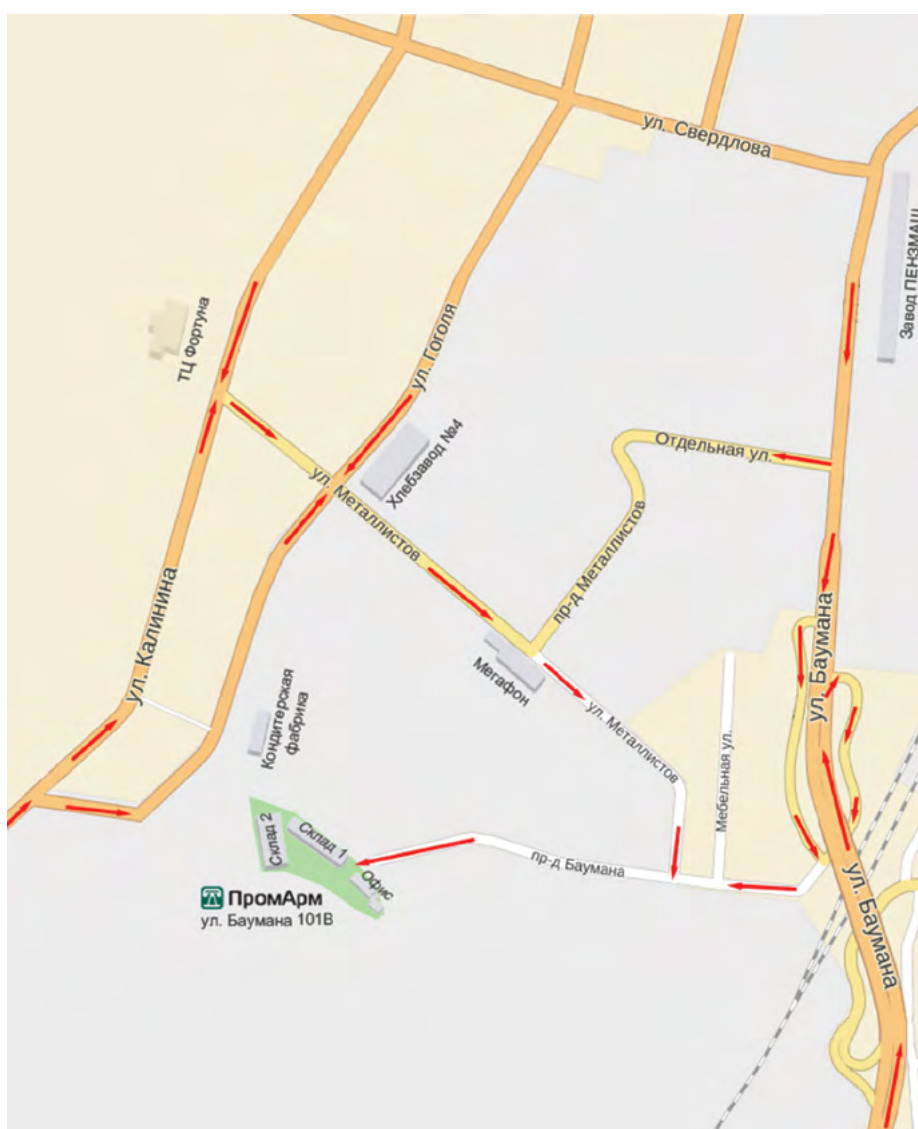 ул. Свердлова
Завод ПЕНЗМАШ
ТЦ Фортуна
ул. Гоголя
Хлебзавод №4
Отдельная ул.
ул. Металлистов
пр-д Металлистов
ул. Калинина
ул. Баумана
Мегафон
ул. Металлистов
Кондитерская
фабрика
Мебельная ул.
Склад 2
Склад 1
Офис
пр-д Баумана
ул. Баумана
ПромАрм
ул. Баумана 101В